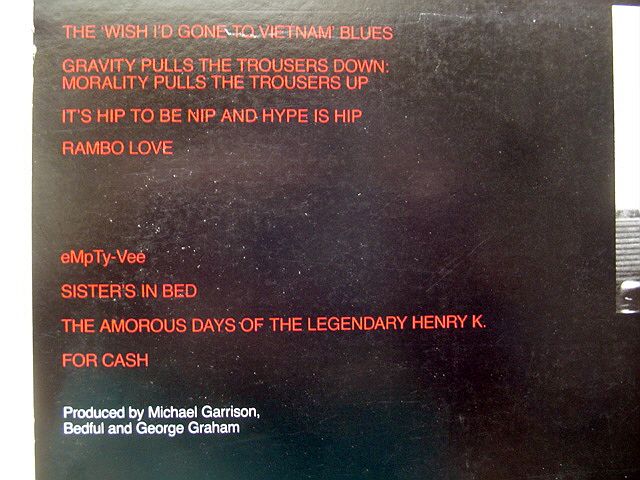 THE 'WISH I'D GONE TO VIETNAM' BLUES
GRAVITY PULLS THE TROUSERS DOWN:
MORALITY PULLS THE TROUSERS UP
IT'S HIP TO BE NIP AND HYPE IS HIP
RAMBO LOVE
eMpTy-Vee
SISTER'S IN BED
THE AMOROUS DAYS OF THE LEGENDARY HENRY K.
FOR CASH
Produced by Michael Garrison,
Bedful and George Graham